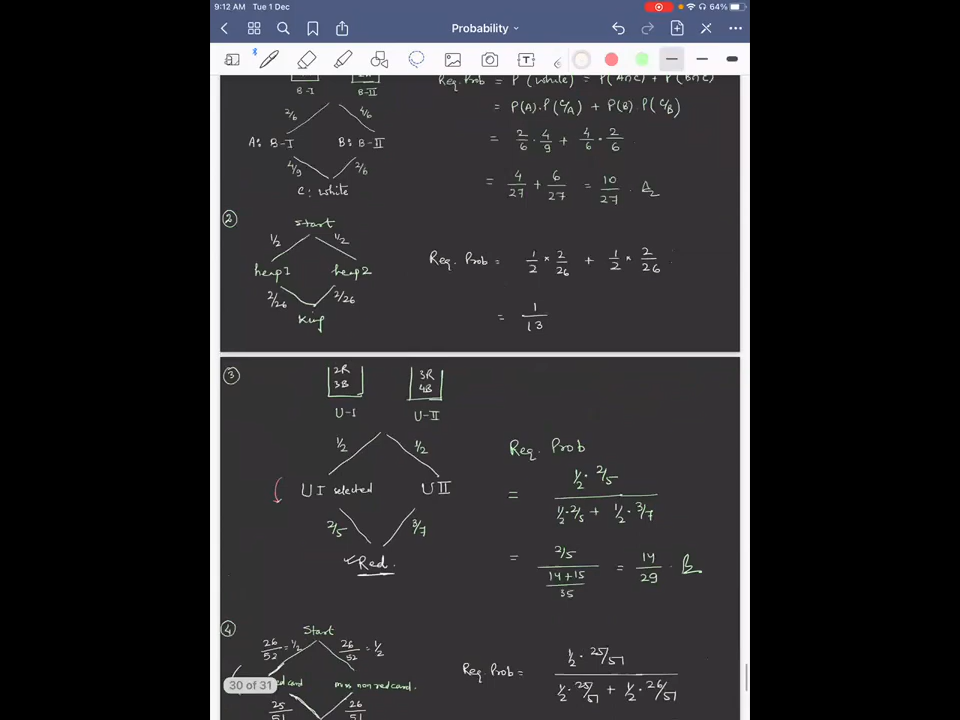 9:12 AM Tue 1 Dec
64%
Probability
B-I B-II
Req. Prob = P (white) = P(A∩C) + P(B∩C)
= P(A).P(C/A) + P(B).P(C/B)
2/6 4/6
A: B-I B: B-II
= 2/6 · 4/9 + 4/6 · 2/6
4/9 2/6
C: white
= 4/27 + 6/27 = 10/27 .
2
Start
1/2 1/2
heap1 heap2
Req. Prob = 1/2 × 2/26 + 1/2 × 2/26
2/26 2/26
King
= 1/13
3
2R 3R
3B 4B
U-I U-II
1/2 1/2
Req. Prob
UI selected UII
= 1/2 · 2/5 / 1/2 · 2/5 + 1/2 · 3/7
2/5 3/7
Red.
= 2/5 / 14+15/35 = 14/29 .
4
Start
26/52 = 1/2 26/52 = 1/2
card miss non red card.
Req. Prob = 1/2 · 25/51 / 1/2 · 25/51 + 1/2 · 26/51
25/51 26/51
30 of 31